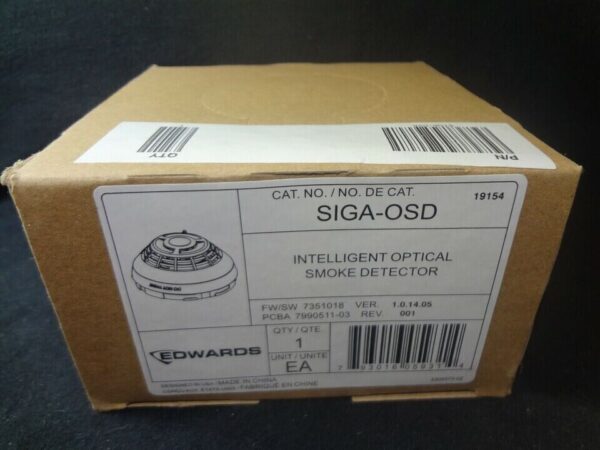 QTY
P/N
CAT. NO. / NO. DE CAT.
19154
SIGA-OSD
INTELLIGENT OPTICAL
SMOKE DETECTOR
FW/SW 7351018 VER. 1.0.14.05
PCBA 7990511-03 REV. 001
EDWARDS
QTY / QTE.
1
UNIT / UNITE
EA
MADE IN CHINA
FABRIQUÉ EN CHINE